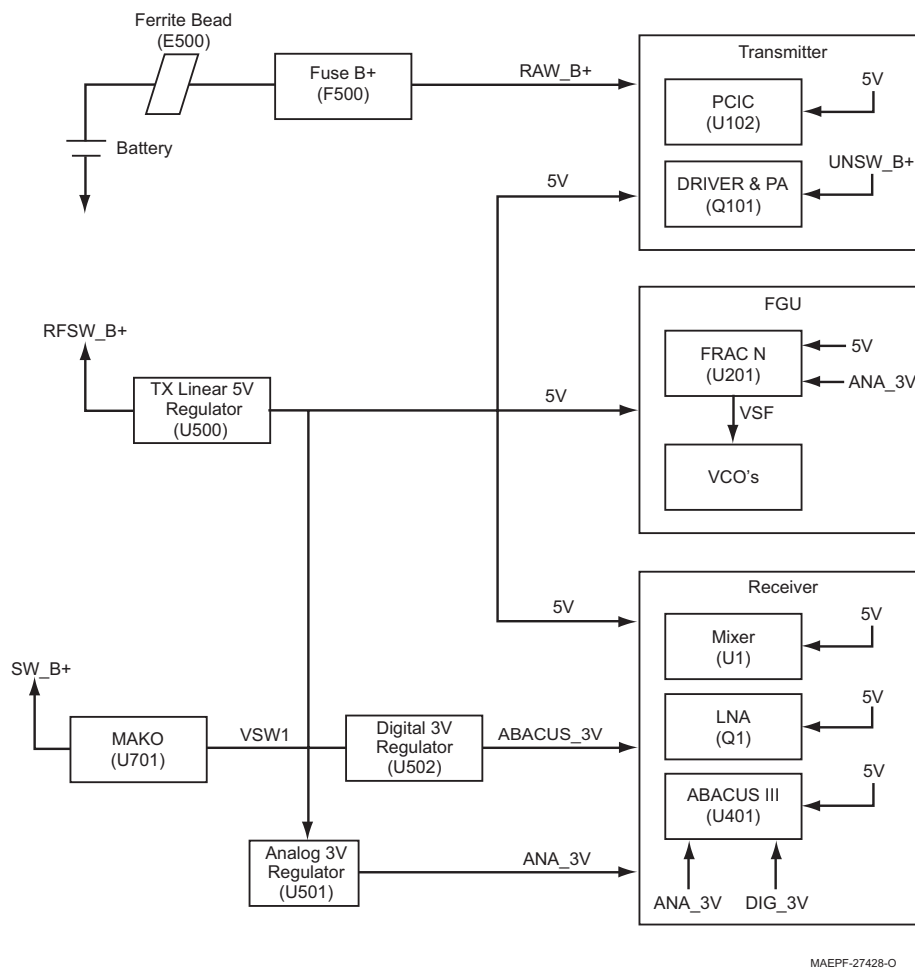 Ferrite Bead
(E500)
Fuse B+
(F500)
RAW_B+
Battery
Transmitter
PCIC
(U102)
5V
DRIVER & PA
(Q101)
UNSW_B+
5V
RFSW_B+
TX Linear 5V
Regulator
(U500)
5V
FGU
FRAC N
(U201)
5V
ANA_3V
VSF
VCO's
5V
Receiver
Mixer
(U1)
5V
LNA
(Q1)
5V
ABACUS III
(U401)
5V
ANA_3V
DIG_3V
SW_B+
MAKO
(U701)
VSW1
Digital 3V
Regulator
(U502)
ABACUS_3V
Analog 3V
Regulator
(U501)
ANA_3V
MAEPF-27428-O